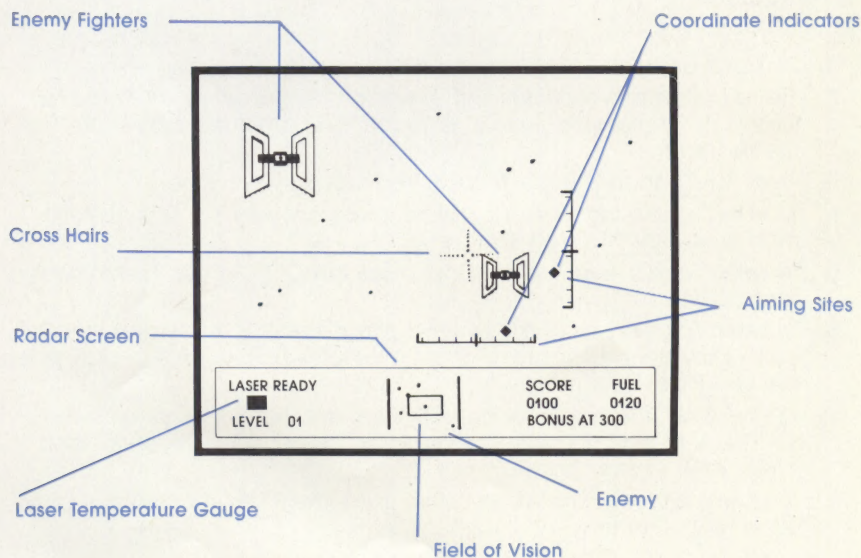 Enemy Fighters
Coordinate Indicators
Cross Hairs
Aiming Sites
Radar Screen
LASER READY
SCORE FUEL
0100 0120
LEVEL 01
BONUS AT 300
Laser Temperature Gauge
Enemy
Field of Vision